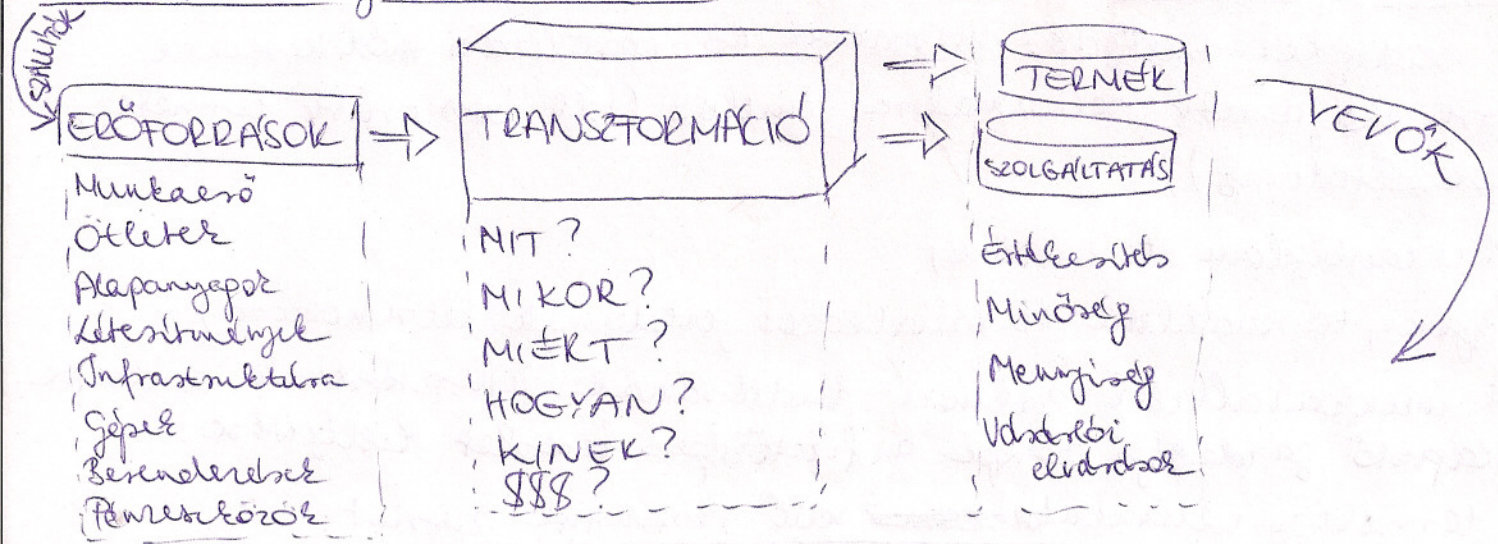 SZÁLLÍTÓK
ERŐFORRÁSOK
Munkaerő
Ötletek
Alapanyagok
Létesítmények
Infrastruktúra
Gépek
Berendezések
Pénzeszközök
TRANSZFORMÁCIÓ
MIT?
MIKOR?
MIÉRT?
HOGYAN?
KINEK?
$$$?
TERMÉK
SZOLGÁLTATÁS
Értékesítés
Minőség
Mennyiség
Vásárlói
elvárások
VEVŐK